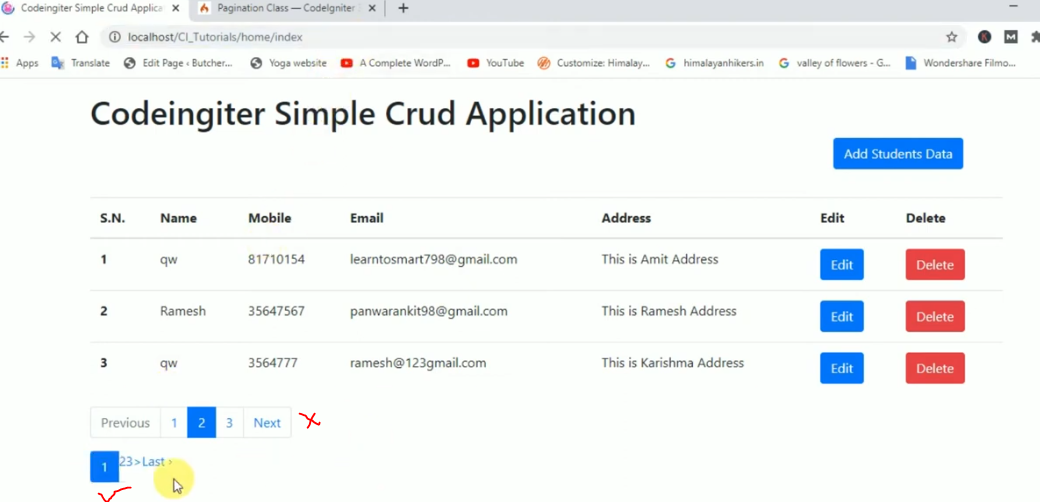 Codeingiter Simple Crud Applica
Pagination Class — CodeIgniter
localhost/CI_Tutorials/home/index
Apps Translate Edit Page ‹ Butcher... Yoga website A Complete WordP... YouTube Customize: Himalay... himalayanhikers.in valley of flowers - G... Wondershare Filmo...
Codeingiter Simple Crud Application
Add Students Data
S.N. Name Mobile Email Address Edit Delete
1 qw 81710154 learntosmart798@gmail.com This is Amit Address Edit Delete
2 Ramesh 35647567 panwarankit98@gmail.com This is Ramesh Address Edit Delete
3 qw 3564777 ramesh@123gmail.com This is Karishma Address Edit Delete
Previous 1 2 3 Next
1 23>Last ›